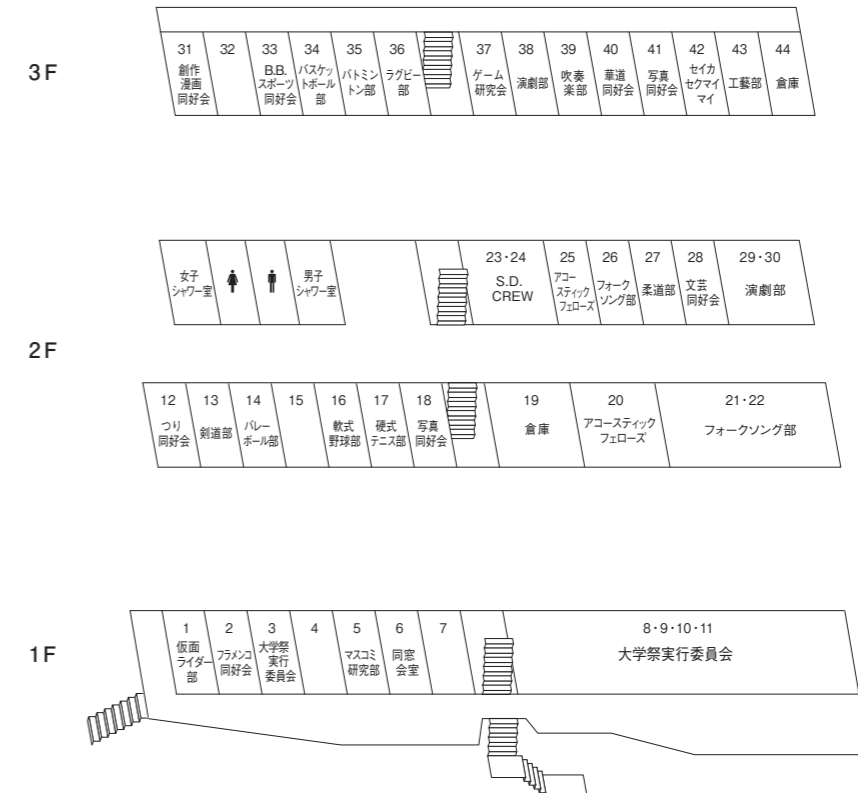 3F
31
創作
漫画
同好会
32
33
B.B.
スポーツ
同好会
34
バスケッ
トボール
部
35
バトミン
トン部
36
ラグビー
部
37
ゲーム
研究会
38
演劇部
39
吹奏
楽部
40
華道
同好会
41
写真
同好会
42
セイカ
セクマイ
マイ
43
工藝部
44
倉庫
2F
女子
シャワー室
男子
シャワー室
23・24
S.D.
CREW
25
アコー
スティック
フェローズ
26
フォーク
ソング部
27
柔道部
28
文芸
同好会
29・30
演劇部
12
つり
同好会
13
剣道部
14
バレー
ボール部
15
16
軟式
野球部
17
硬式
テニス部
18
写真
同好会
19
倉庫
20
アコースティック
フェローズ
21・22
フォークソング部
1F
1
仮面
ライダー
部
2
フラメンコ
同好会
3
大学祭
実行
委員会
4
5
マスコミ
研究部
6
同窓
会室
7
8・9・10・11
大学祭実行委員会